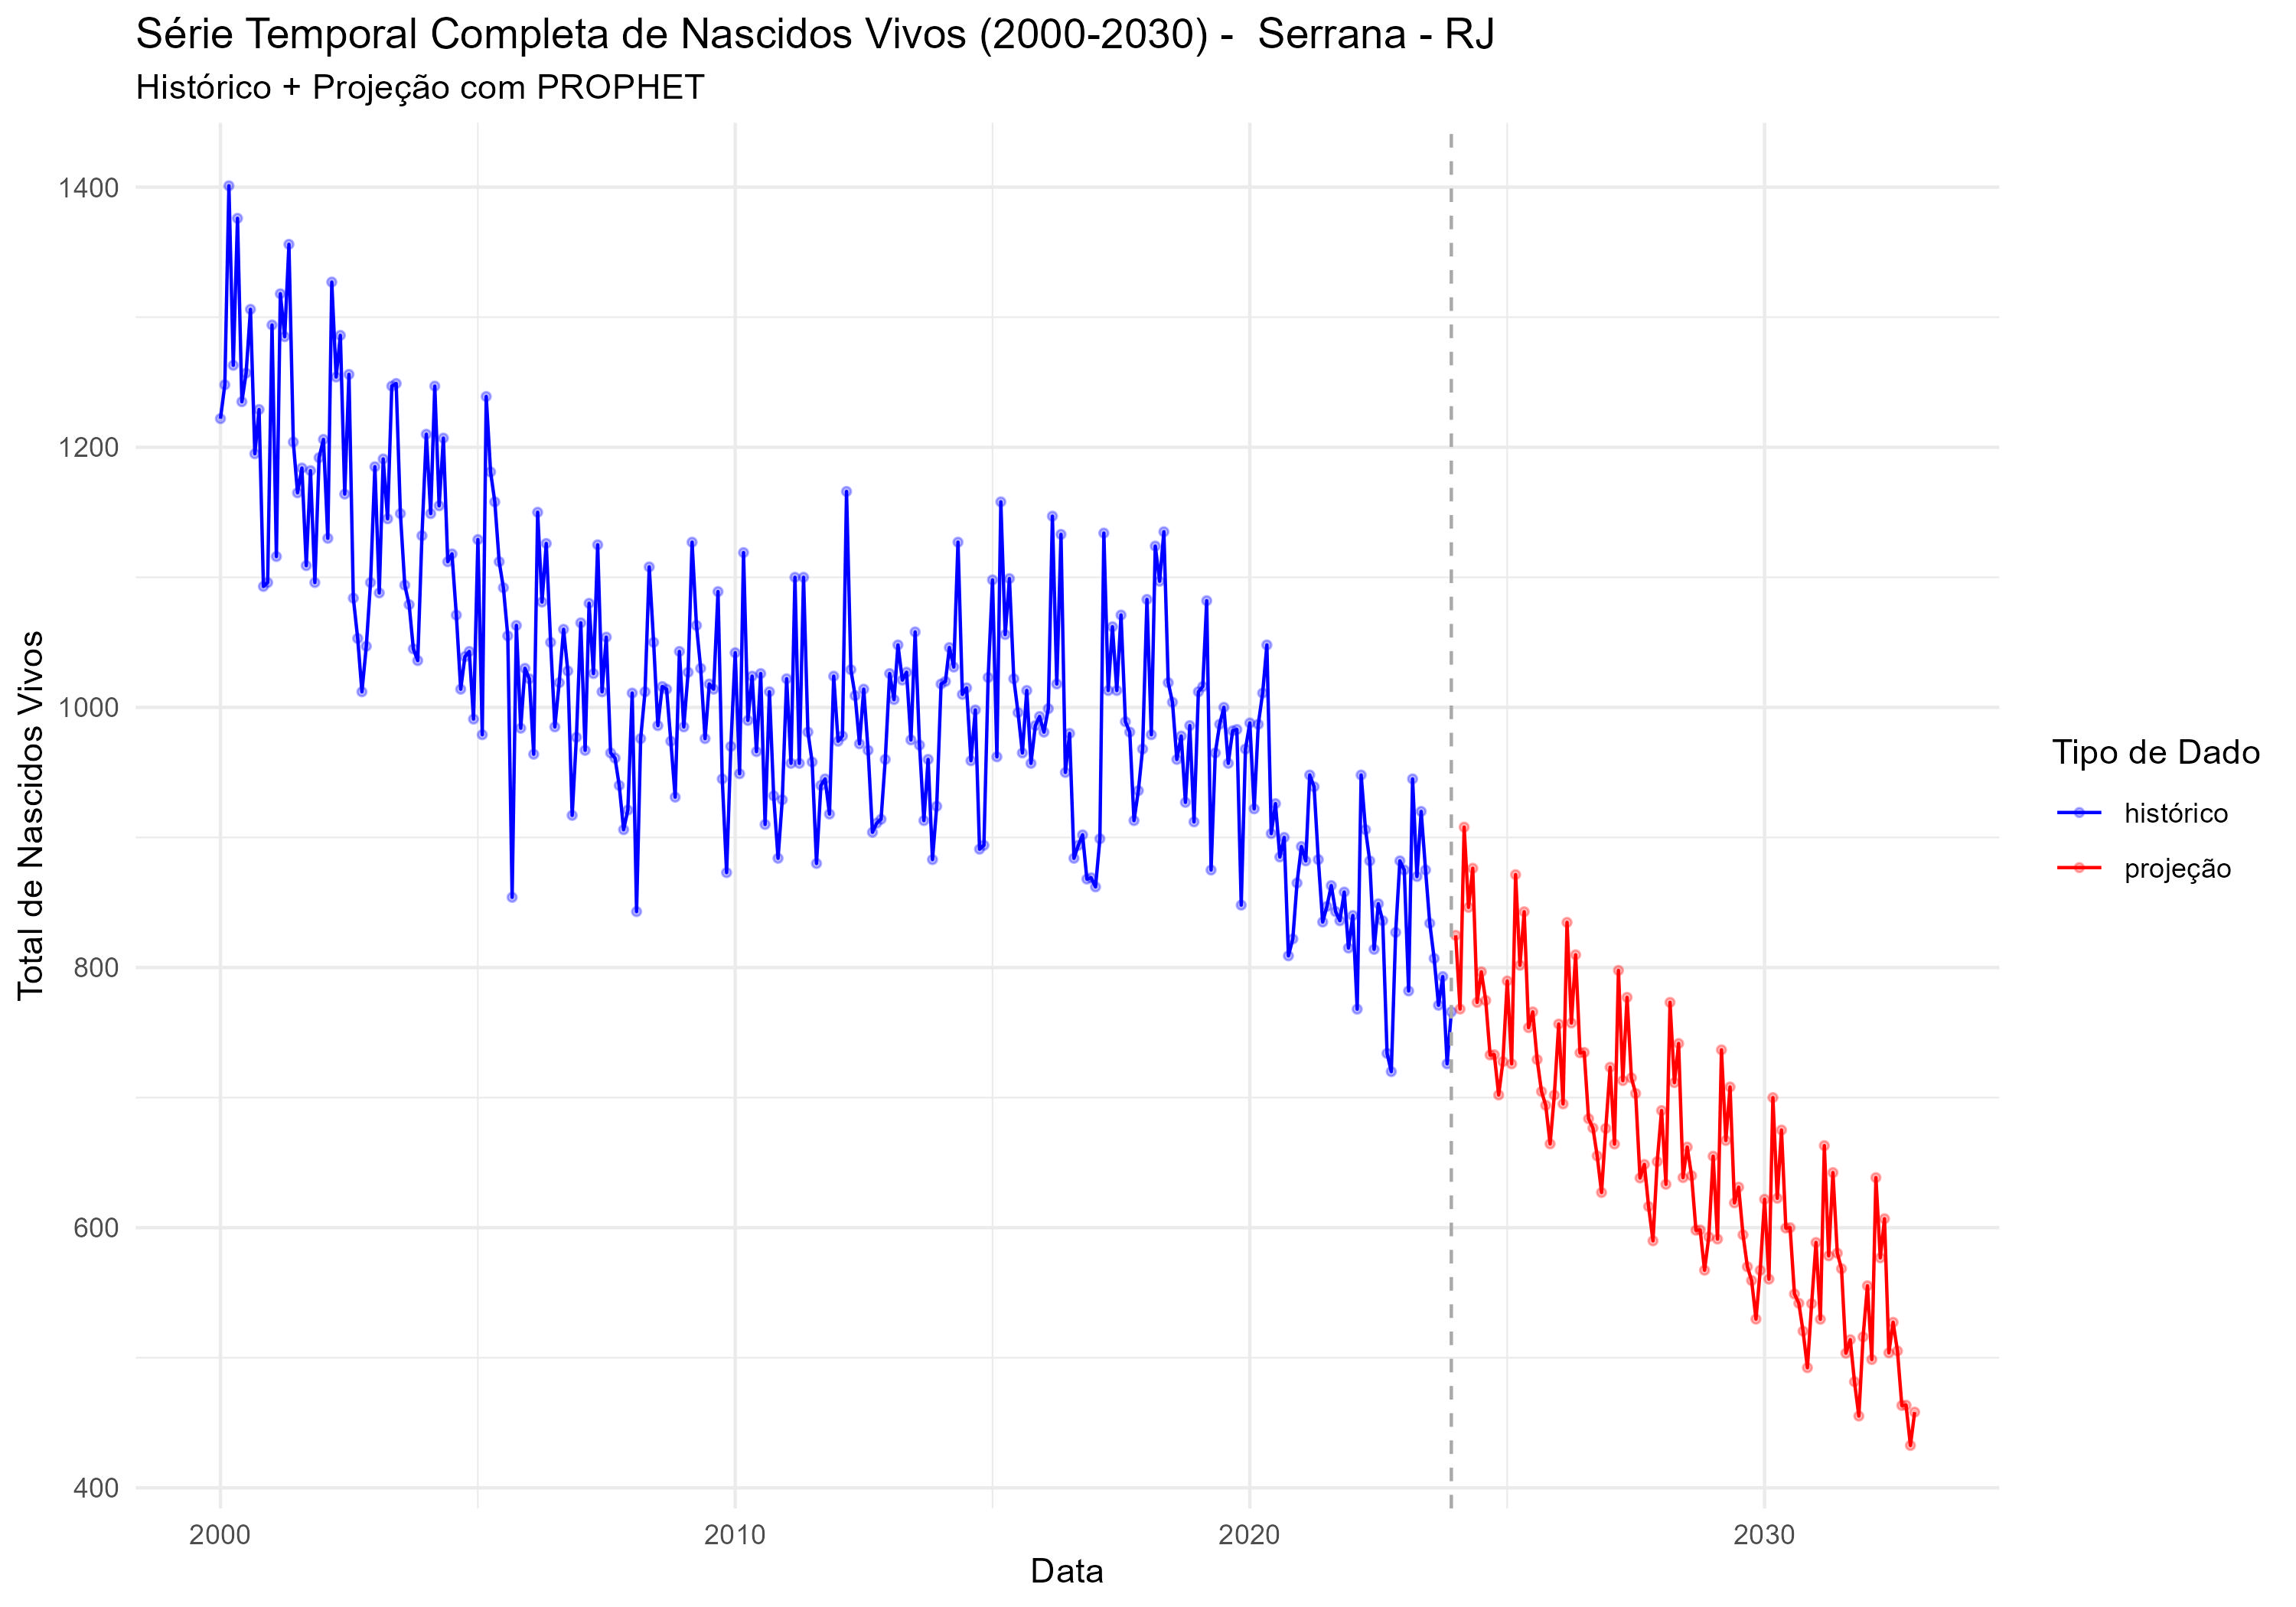 Série Temporal Completa de Nascidos Vivos (2000-2030) -  Serrana - RJ
Histórico + Projeção com PROPHET
Total de Nascidos Vivos
1400
1200
1000
800
600
400
2000
2010
2020
2030
Data
Tipo de Dado
histórico
projeção